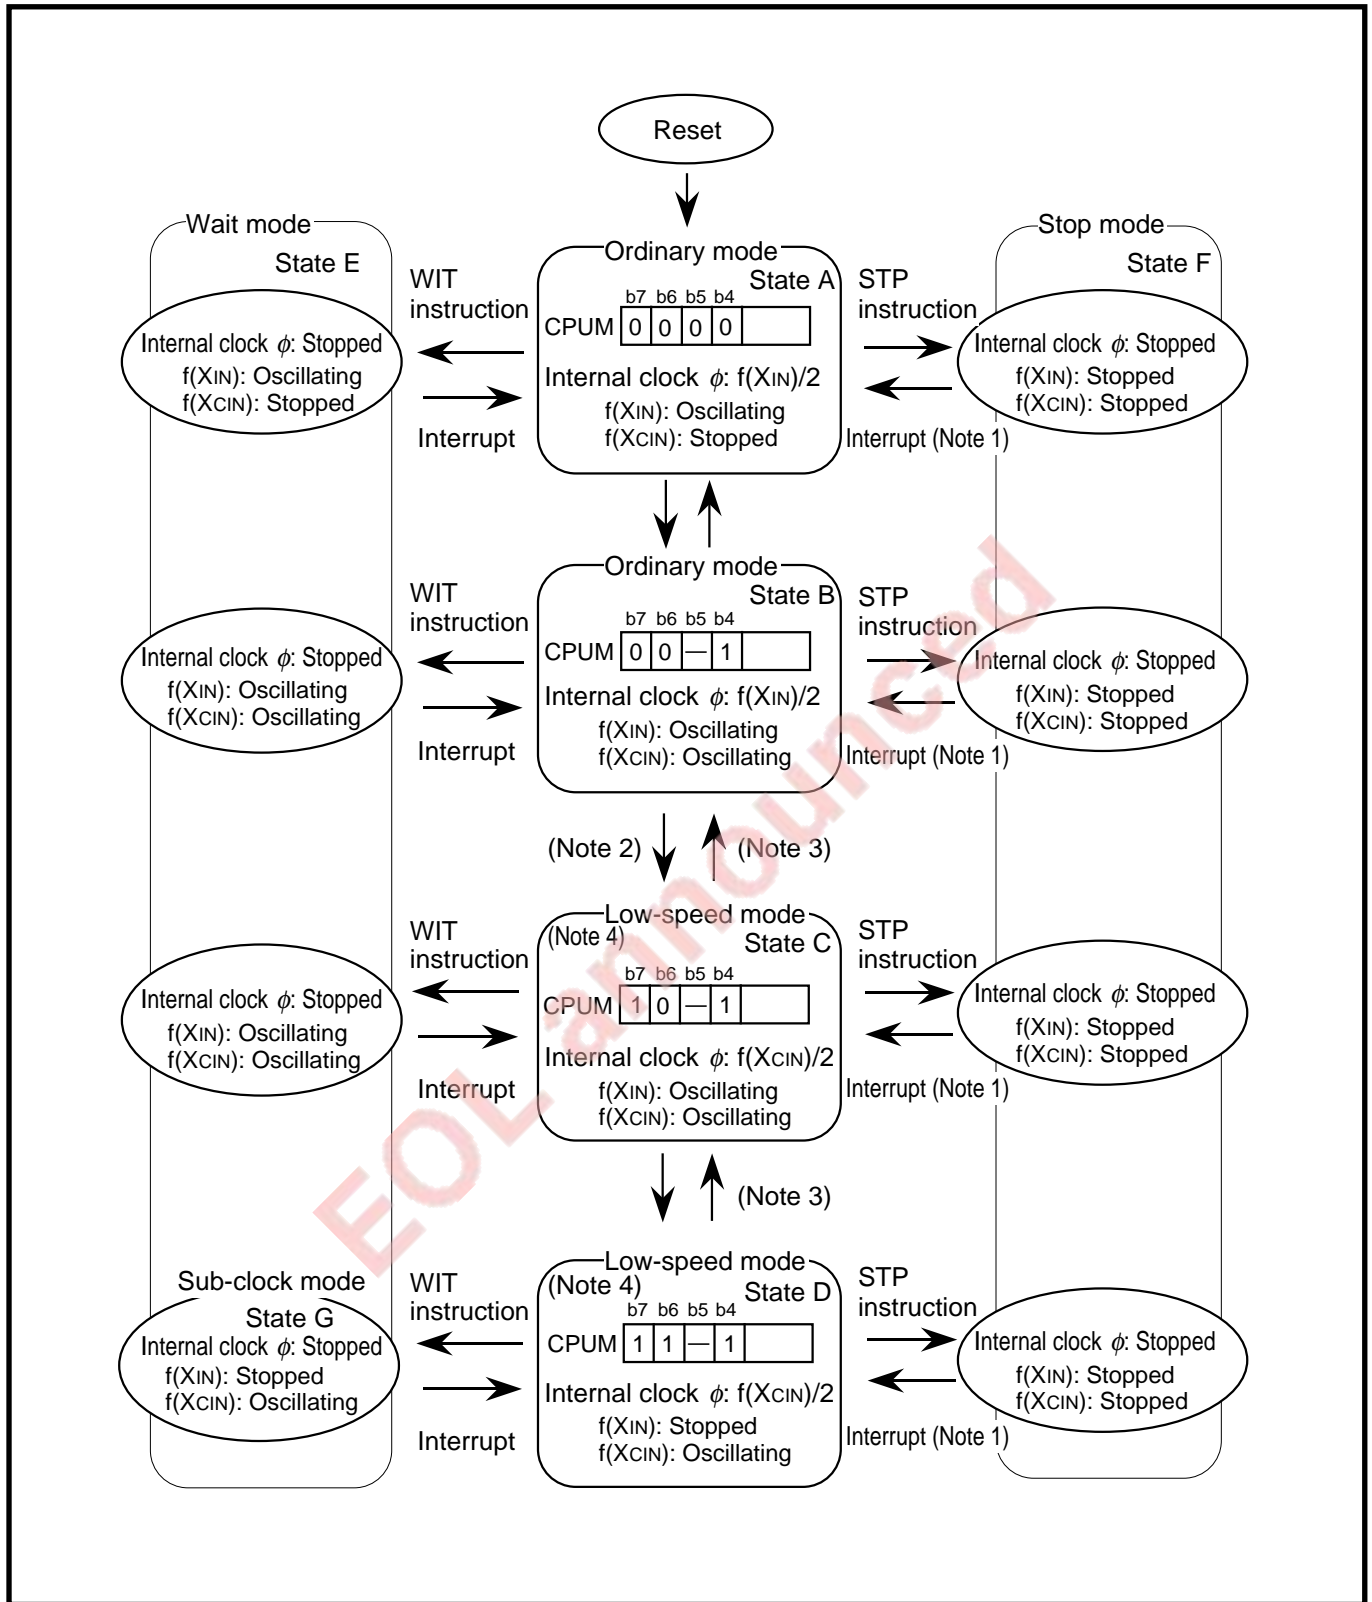 Reset
Wait mode
State E
Internal clock φ: Stopped
f(XIN): Oscillating
f(XCIN): Stopped
WIT
instruction
Interrupt
Ordinary mode
State A
b7 b6 b5 b4
CPUM 0 0 0 0
Internal clock φ: f(XIN)/2
f(XIN): Oscillating
f(XCIN): Stopped
STP
instruction
Interrupt (Note 1)
Stop mode
State F
Internal clock φ: Stopped
f(XIN): Stopped
f(XCIN): Stopped
Internal clock φ: Stopped
f(XIN): Oscillating
f(XCIN): Oscillating
WIT
instruction
Interrupt
Ordinary mode
State B
b7 b6 b5 b4
CPUM 0 0 — 1
Internal clock φ: f(XIN)/2
f(XIN): Oscillating
f(XCIN): Oscillating
STP
instruction
Interrupt (Note 1)
Internal clock φ: Stopped
f(XIN): Stopped
f(XCIN): Stopped
(Note 2)
(Note 3)
Internal clock φ: Stopped
f(XIN): Oscillating
f(XCIN): Oscillating
WIT
instruction
Interrupt
Low-speed mode
(Note 4)
State C
b7 b6 b5 b4
CPUM 1 0 — 1
Internal clock φ: f(XCIN)/2
f(XIN): Oscillating
f(XCIN): Oscillating
STP
instruction
Interrupt (Note 1)
Internal clock φ: Stopped
f(XIN): Stopped
f(XCIN): Stopped
(Note 3)
Sub-clock mode
State G
Internal clock φ: Stopped
f(XIN): Stopped
f(XCIN): Oscillating
WIT
instruction
Interrupt
Low-speed mode
(Note 4)
State D
b7 b6 b5 b4
CPUM 1 1 — 1
Internal clock φ: f(XCIN)/2
f(XIN): Stopped
f(XCIN): Oscillating
STP
instruction
Interrupt (Note 1)
Internal clock φ: Stopped
f(XIN): Stopped
f(XCIN): Stopped
EOL announced